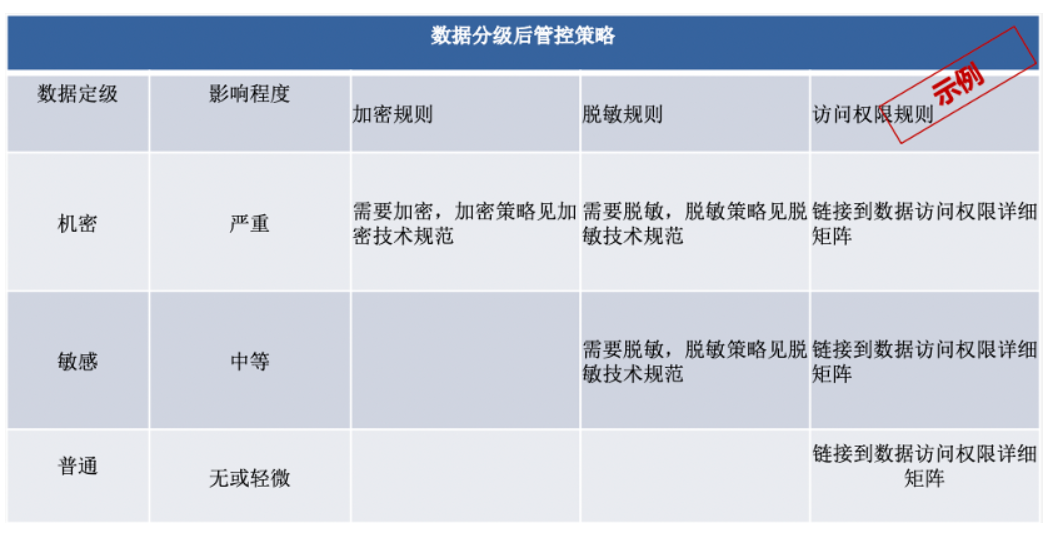 数据分级后管控策略
示例
数据定级
影响程度
加密规则
脱敏规则
访问权限规则
机密
严重
需要加密，加密策略见加
密技术规范
需要脱敏，脱敏策略见脱
敏技术规范
链接到数据访问权限详细
矩阵
敏感
中等
需要脱敏，脱敏策略见脱
敏技术规范
链接到数据访问权限详细
矩阵
普通
无或轻微
链接到数据访问权限详细
矩阵